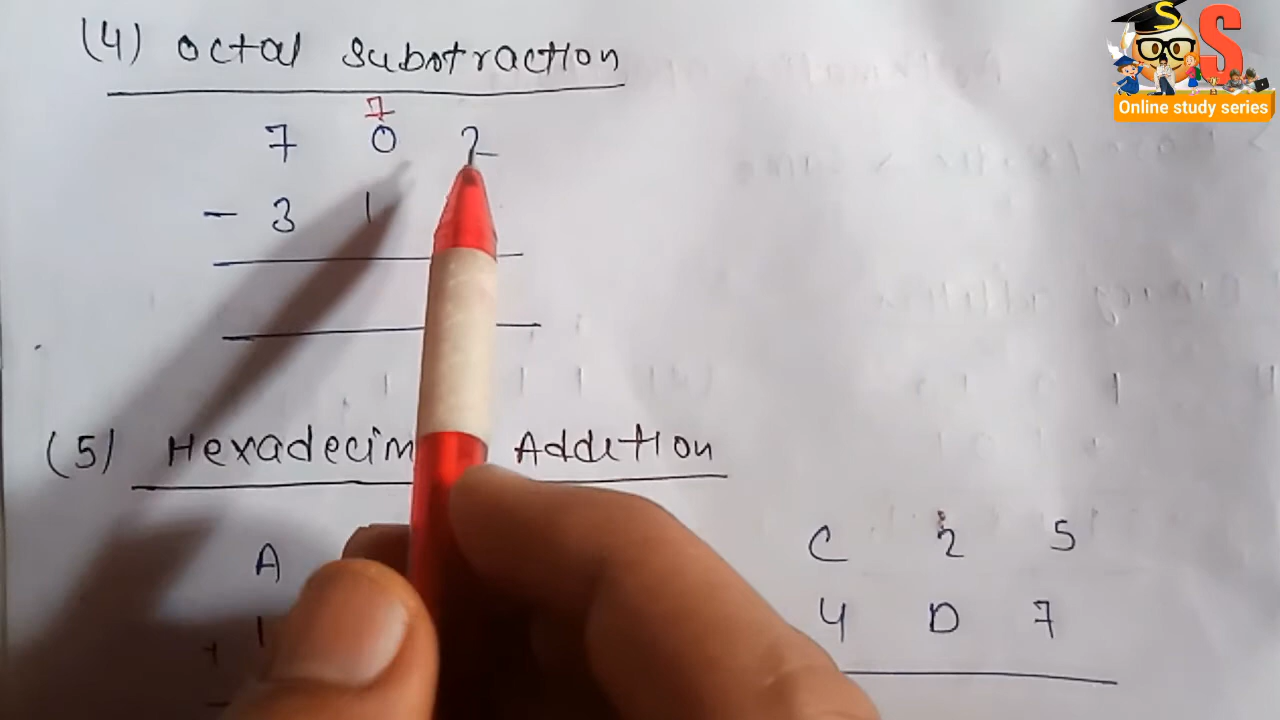 (4) Octal Subtraction
7
7 0 2
- 3 1
(5) Hexadecim Addition
A C 2 5
+ 1 4 D 7
S S
Online study series